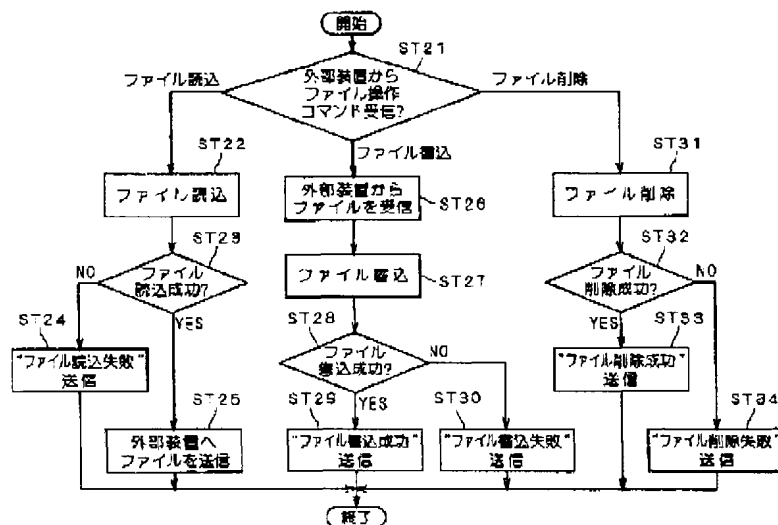 開始
ST21
外部装置から
ファイル操作
コマンド受信?
ファイル読込
ファイル削除
ファイル書込
ST22
ファイル読込
外部装置から
ファイルを受信
ST26
ST31
ファイル削除
ST23
ファイル
読込成功?
NO
YES
ファイル書込
ST27
ST32
ファイル
削除成功?
NO
YES
ST24
"ファイル読込失敗"
送信
ST28
ファイル
書込成功?
NO
YES
ST33
"ファイル削除成功"
送信
ST25
外部装置へ
ファイルを送信
ST29
"ファイル書込成功"
送信
ST30
"ファイル書込失敗"
送信
ST34
"ファイル削除失敗"
送信
終了